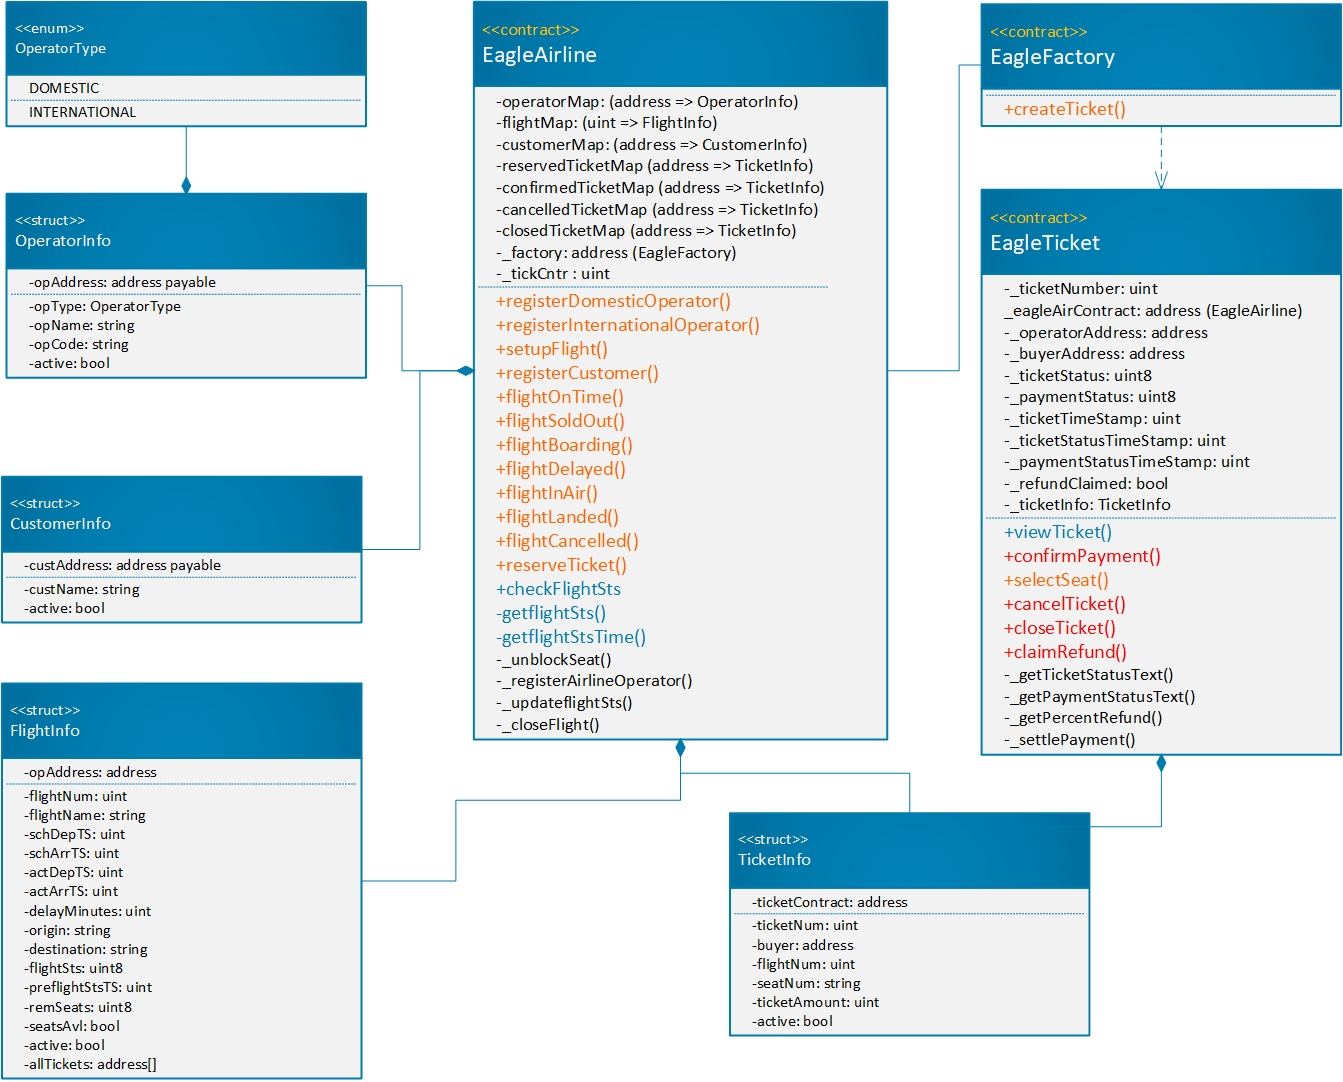 <<enum>>
OperatorType
DOMESTIC
INTERNATIONAL
<<struct>>
OperatorInfo
-opAddress: address payable
-opType: OperatorType
-opName: string
-opCode: string
-active: bool
<<struct>>
CustomerInfo
-custAddress: address payable
-custName: string
-active: bool
<<struct>>
FlightInfo
-opAddress: address
-flightNum: uint
-flightName: string
-schDepTS: uint
-schArrTS: uint
-actDepTS: uint
-actArrTS: uint
-delayMinutes: uint
-origin: string
-destination: string
-flightSts: uint8
-preflightStsTS: uint
-remSeats: uint8
-seatsAvl: bool
-active: bool
-allTickets: address[]
<<contract>>
EagleAirline
-operatorMap: (address => OperatorInfo)
-flightMap: (uint => FlightInfo)
-customerMap: (address => CustomerInfo)
-reservedTicketMap (address => TicketInfo)
-confirmedTicketMap (address => TicketInfo)
-cancelledTicketMap (address => TicketInfo)
-closedTicketMap (address => TicketInfo)
-_factory: address (EagleFactory)
-_tickCntr : uint
+registerDomesticOperator()
+registerInternationalOperator()
+setupFlight()
+registerCustomer()
+flightOnTime()
+flightSoldOut()
+flightBoarding()
+flightDelayed()
+flightInAir()
+flightLanded()
+flightCancelled()
+reserveTicket()
+checkFlightSts
-getflightSts()
-getflightStsTime()
-_unblockSeat()
-_registerAirlineOperator()
-_updateflightSts()
-_closeFlight()
<<contract>>
EagleFactory
+createTicket()
<<contract>>
EagleTicket
-_ticketNumber: uint
_eagleAirContract: address (EagleAirline)
-_operatorAddress: address
-_buyerAddress: address
-_ticketStatus: uint8
-_paymentStatus: uint8
-_ticketTimeStamp: uint
-_ticketStatusTimeStamp: uint
-_paymentStatusTimeStamp: uint
-_refundClaimed: bool
-_ticketInfo: TicketInfo
+viewTicket()
+confirmPayment()
+selectSeat()
+cancelTicket()
+closeTicket()
+claimRefund()
-_getTicketStatusText()
-_getPaymentStatusText()
-_getPercentRefund()
-_settlePayment()
<<struct>>
TicketInfo
-ticketContract: address
-ticketNum: uint
-buyer: address
-flightNum: uint
-seatNum: string
-ticketAmount: uint
-active: bool